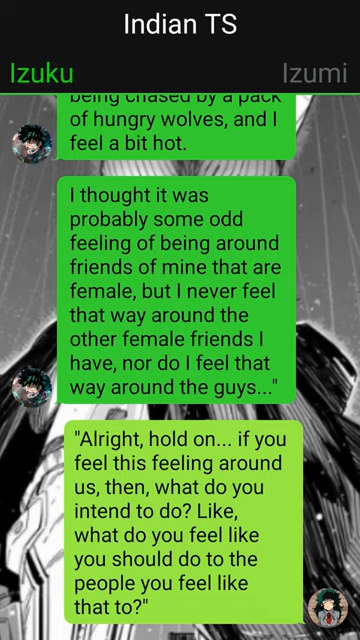 Indian TS
Izuku Izumi
being chased by a pack
of hungry wolves, and I
feel a bit hot.
I thought it was
probably some odd
feeling of being around
friends of mine that are
female, but I never feel
that way around the
other female friends I
have, nor do I feel that
way around the guys..."
"Alright, hold on... if you
feel this feeling around
us, then, what do you
intend to do? Like,
what do you feel like
you should do to the
people you feel like
that to?"